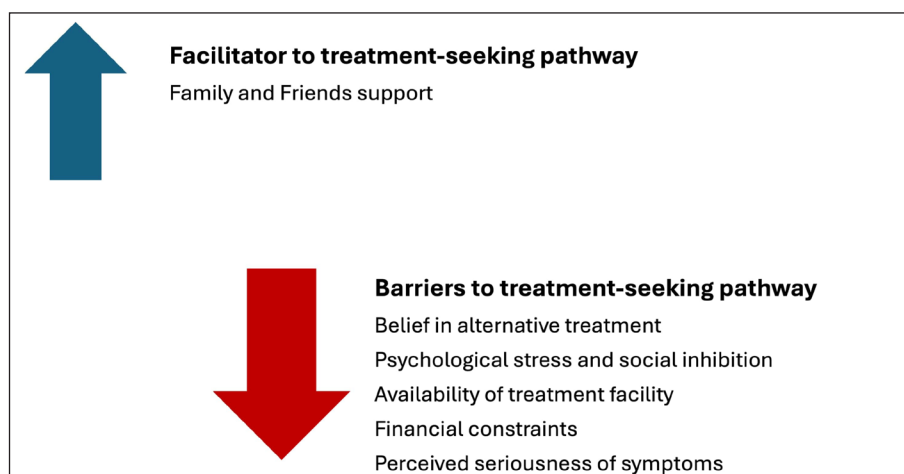 Facilitator to treatment-seeking pathway
Family and Friends support
Barriers to treatment-seeking pathway
Belief in alternative treatment
Psychological stress and social inhibition
Availability of treatment facility
Financial constraints
Perceived seriousness of symptoms